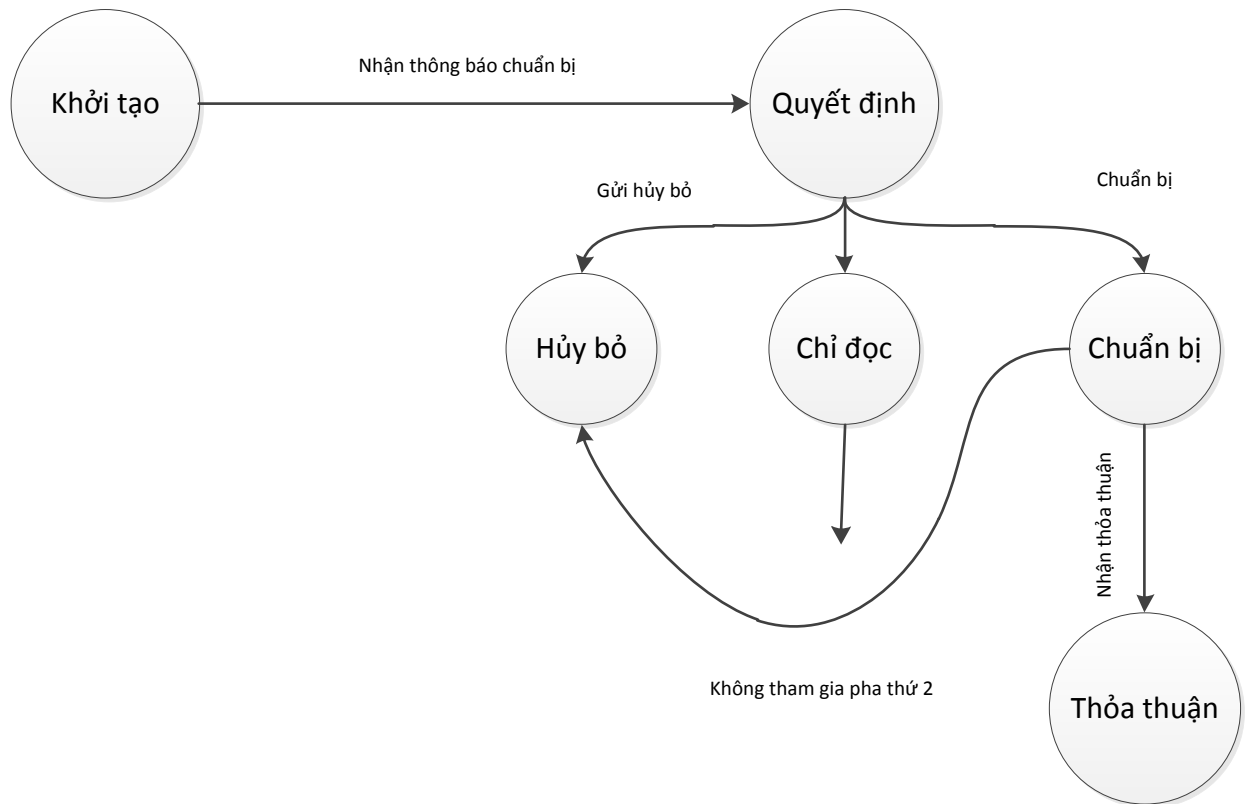 Nhận thông báo chuẩn bị
Khởi tạo
Quyết định
Gửi hủy bỏ
Chuẩn bị
Hủy bỏ
Chỉ đọc
Chuẩn bị
Nhận thỏa thuận
Không tham gia pha thứ 2
Thỏa thuận